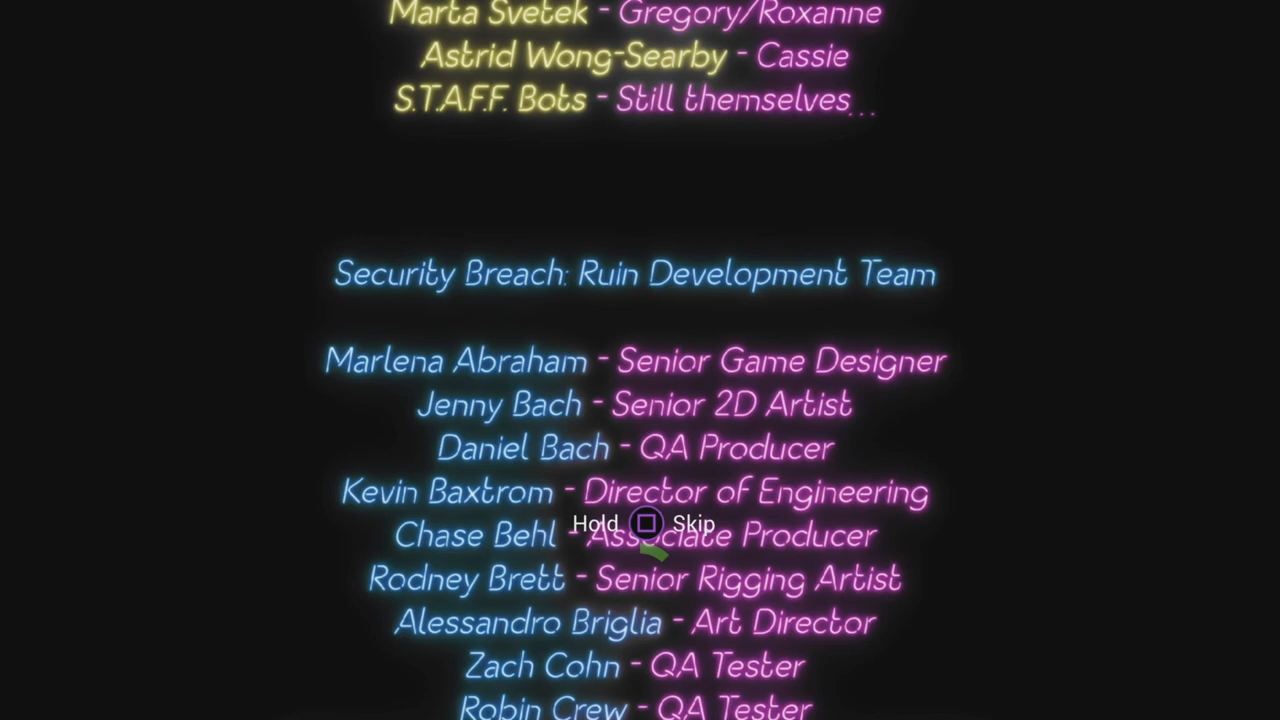 Marta Svetek - Gregory/Roxanne
Astrid Wong-Searby - Cassie
S.T.A.F.F. Bots - Still themselves...
Security Breach: Ruin Development Team
Marlena Abraham - Senior Game Designer
Jenny Bach - Senior 2D Artist
Daniel Bach - QA Producer
Kevin Baxtrom - Director of Engineering
Hold Skip
Chase Behl - Associate Producer
Rodney Brett - Senior Rigging Artist
Alessandro Briglia - Art Director
Zach Cohn - QA Tester
Robin Crew - QA Tester